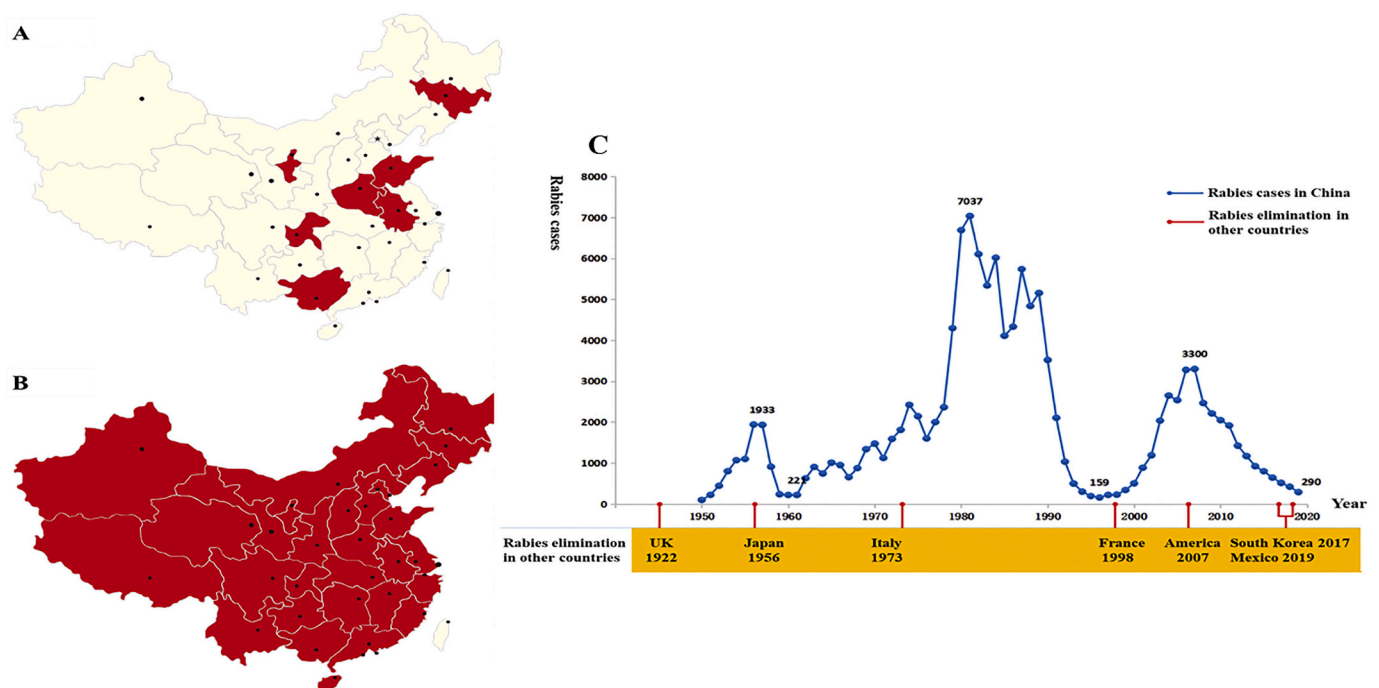 A
B
C
Rabies cases
8000
7000
6000
5000
4000
3000
2000
1000
0
1933
221
7037
159
3300
290
Rabies cases in China
Rabies elimination in
other countries
1950
1960
1970
1980
1990
2000
2010
2020
Year
Rabies elimination
in other countries
UK
1922
Japan
1956
Italy
1973
France
1998
America
2007
South Korea 2017
Mexico 2019